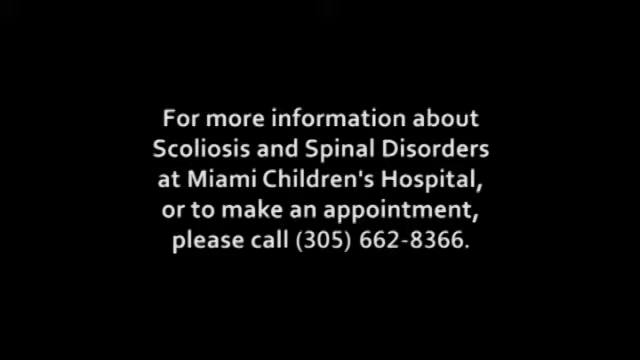 For more information about
Scoliosis and Spinal Disorders
at Miami Children's Hospital,
or to make an appointment,
please call (305) 662-8366.